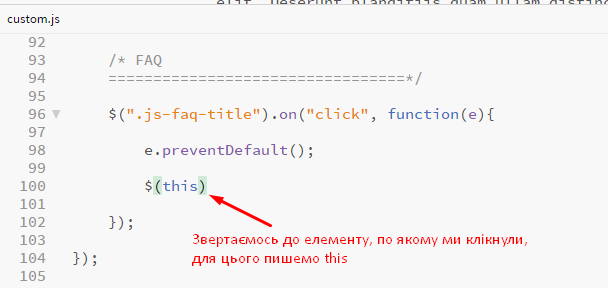 elit. Deserunt blanditiis quam ullam distinc
custom.js
92
93 /* FAQ
94 =================================*/
95
96 $(".js-faq-title").on("click", function(e){
97
98 e.preventDefault();
99
100 $(this)
101
102 });
103
104 });
105
Звертаємось до елементу, по якому ми клікнули,
для цього пишемо this